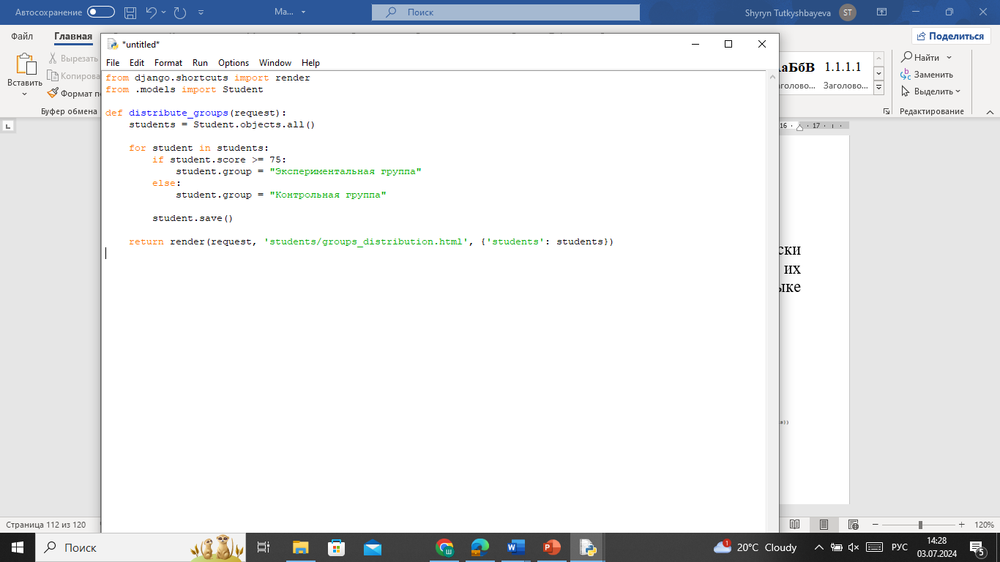 Автосохранение
Ма...
Поиск
Shyryn Tutkyshbayeva
ST
Файл
Главная
Поделиться
Вставить
Вырезать
Формат
Буфер обмена
Найти
Заменить
Выделить
Редактирование
1.1.1.1
Заголово...
*untitled*
File Edit Format Run Options Window Help
from django.shortcuts import render
from .models import Student
def distribute_groups(request):
students = Student.objects.all()
for student in students:
if student.score >= 75:
student.group = "Экспериментальная группа"
else:
student.group = "Контрольная группа"
student.save()
return render(request, 'students/groups_distribution.html', {'students': students})
16 · · 17 ·
ски
их
ыке
Страница 112 из 120
120%
Поиск
20°C Cloudy
РУС
14:28
03.07.2024
5